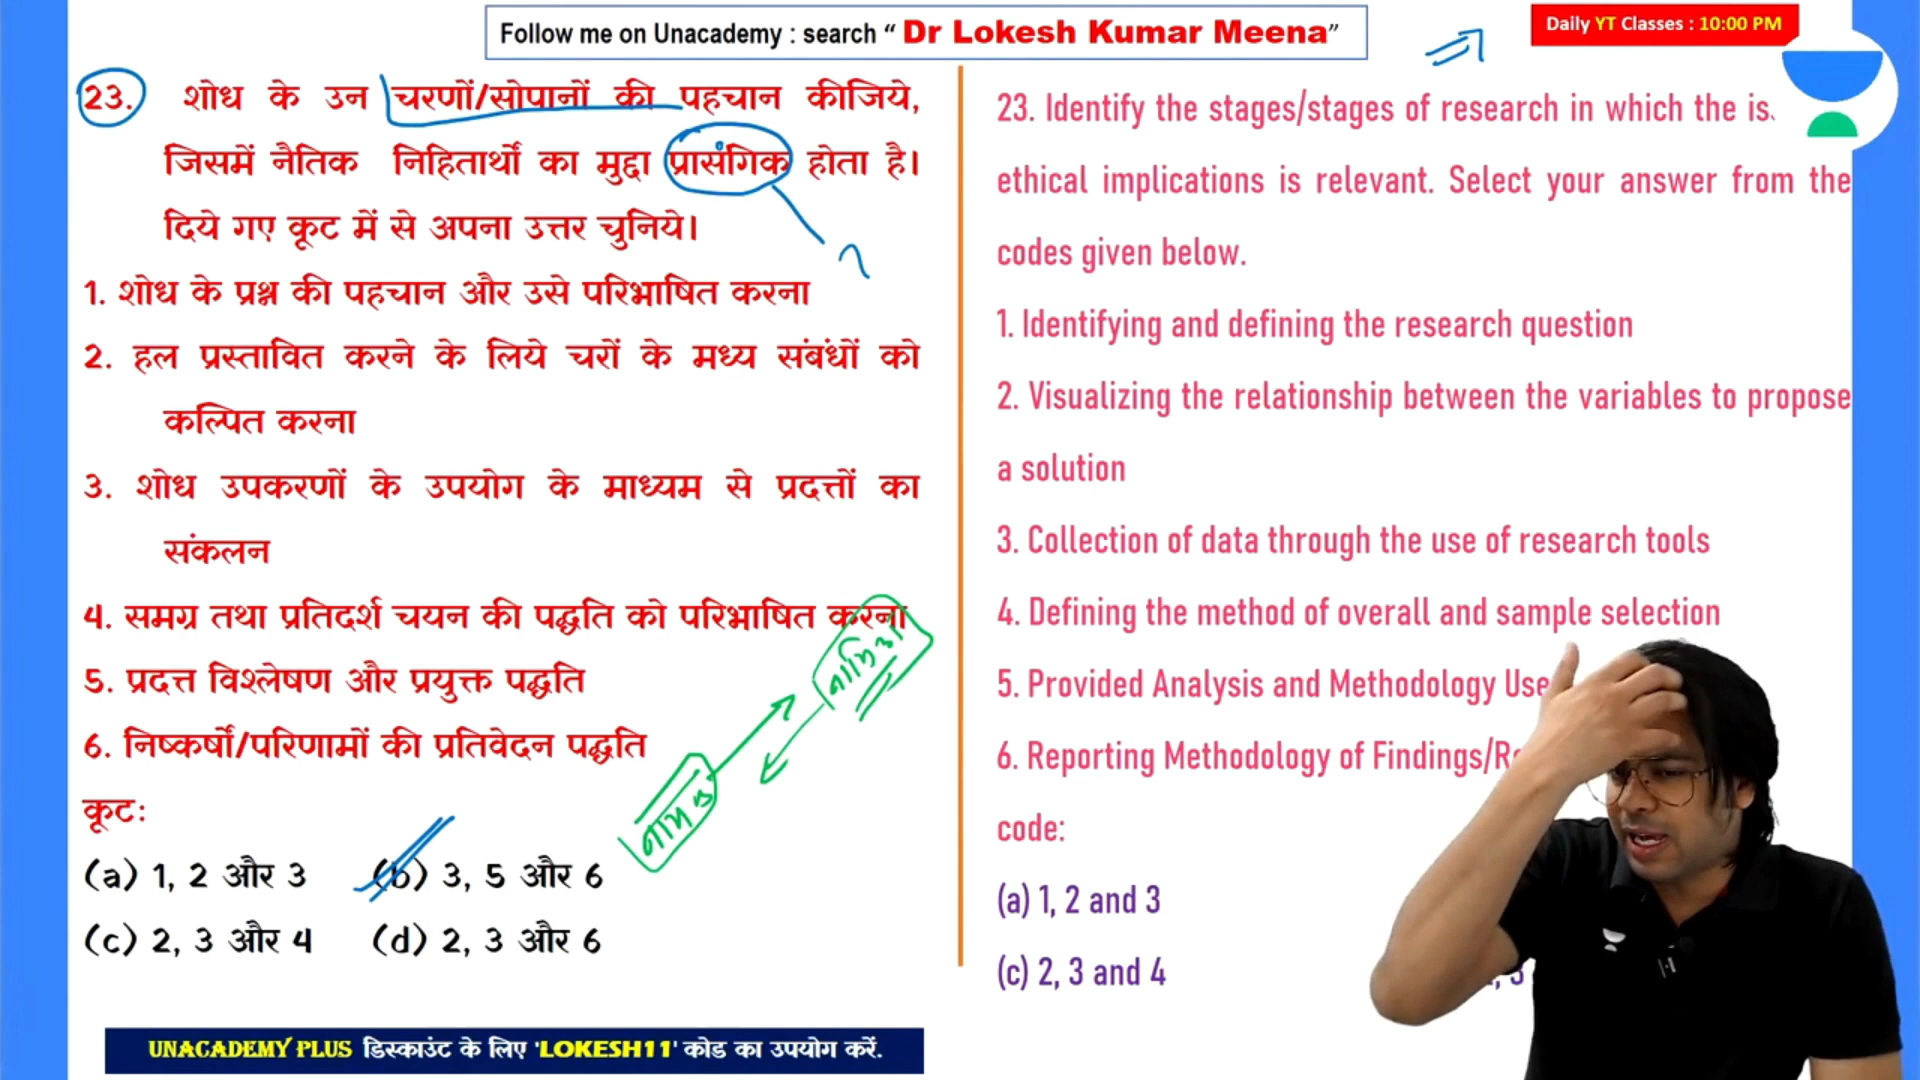 Follow me on Unacademy : search “ Dr Lokesh Kumar Meena”
Daily YT Classes : 10:00 PM
23. शोध के उन चरणों/सोपानों की पहचान कीजिये,
जिसमें नैतिक निहितार्थो का मुद्दा प्रासंगिक होता है।
दिये गए कूट में से अपना उत्तर चुनिये।
1. शोध के प्रश्न की पहचान और उसे परिभाषित करना
2. हल प्रस्तावित करने के लिये चरों के मध्य संबंधों को
कल्पित करना
3. शोध उपकरणों के उपयोग के माध्यम से प्रदत्तों का
संकलन
4. समग्र तथा प्रतिदर्श चयन की पद्धति को परिभाषित करना
5. प्रदत्त विश्लेषण और प्रयुक्त पद्धति
6. निष्कर्षो/परिणामों की प्रतिवेदन पद्धति
कूटः
(a) 1, 2 और 3 (b) 3, 5 और 6
(c) 2, 3 और 4 (d) 2, 3 और 6
23. Identify the stages/stages of research in which the
ethical implications is relevant. Select your answer from the
codes given below.
1. Identifying and defining the research question
2. Visualizing the relationship between the variables to propose
a solution
3. Collection of data through the use of research tools
4. Defining the method of overall and sample selection
5. Provided Analysis and Methodology
6. Reporting Methodology of
code:
(a) 1, 2 and 3
(c) 2, 3 and 4
UNACADEMY PLUS डिस्काउंट के लिए 'LOKESH11' कोड का उपयोग करें.